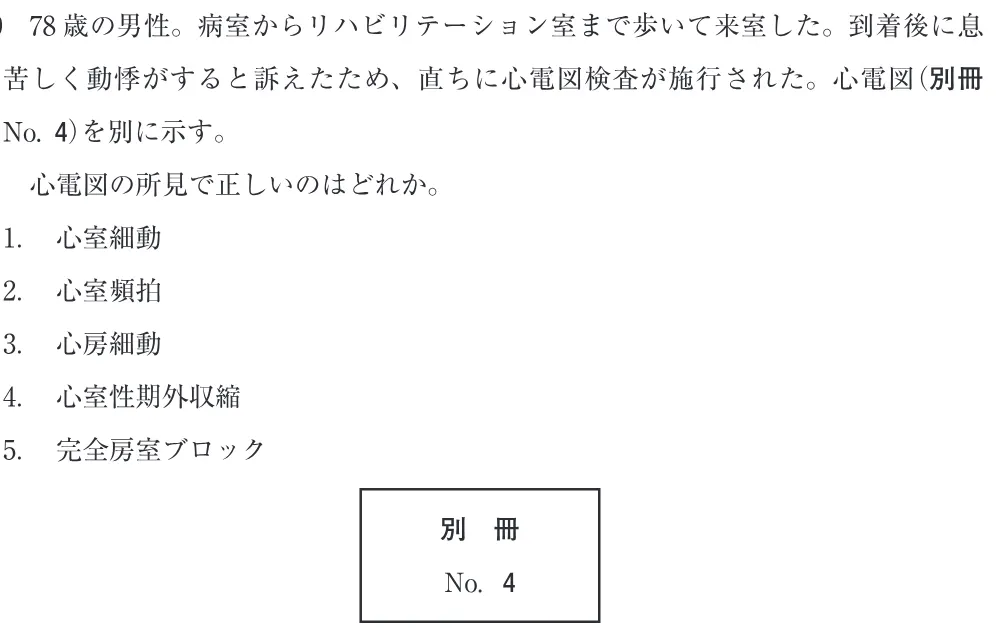 78歳の男性。病室からリハビリテーション室まで歩いて来室した。到着後に息
苦しく動悸がすると訴えたため、直ちに心電図検査が施行された。心電図(別冊
No. 4)を別に示す。
心電図の所見で正しいのはどれか。
1. 心室細動
2. 心室頻拍
3. 心房細動
4. 心室性期外収縮
5. 完全房室ブロック
別 冊
No. 4